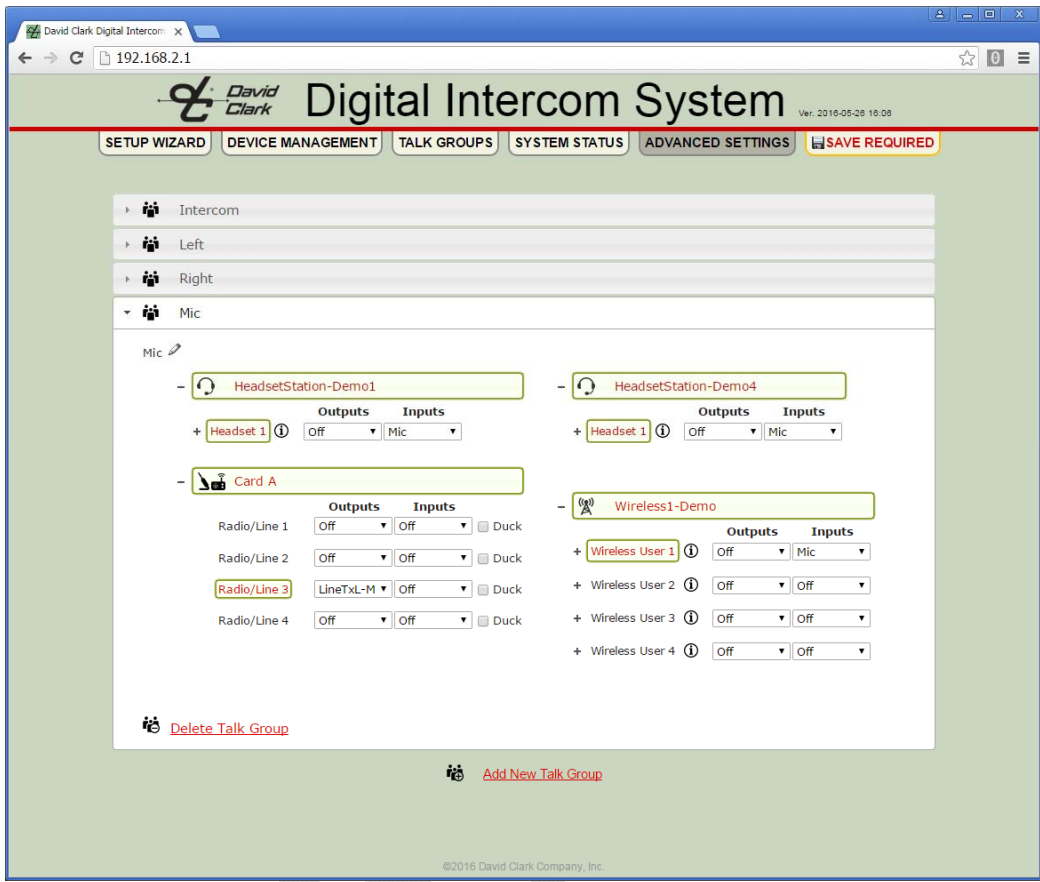 David Clark Digital Intercom
192.168.2.1
0
David Clark
Digital Intercom System
Ver. 2016-05-26 16:06
SETUP WIZARD
DEVICE MANAGEMENT
TALK GROUPS
SYSTEM STATUS
ADVANCED SETTINGS
SAVE REQUIRED
Intercom
Left
Right
Mic
Mic
HeadsetStation-Demo1
Outputs Inputs
Headset 1 Off Mic
Card A
Outputs Inputs
Radio/Line 1 Off Off Duck
Radio/Line 2 Off Off Duck
Radio/Line 3 LineTxL-M Off Duck
Radio/Line 4 Off Off Duck
HeadsetStation-Demo4
Outputs Inputs
Headset 1 Off Mic
Wireless1-Demo
Outputs Inputs
Wireless User 1 Off Mic
Wireless User 2 Off Off
Wireless User 3 Off Off
Wireless User 4 Off Off
Delete Talk Group
Add New Talk Group
©2016 David Clark Company, Inc.